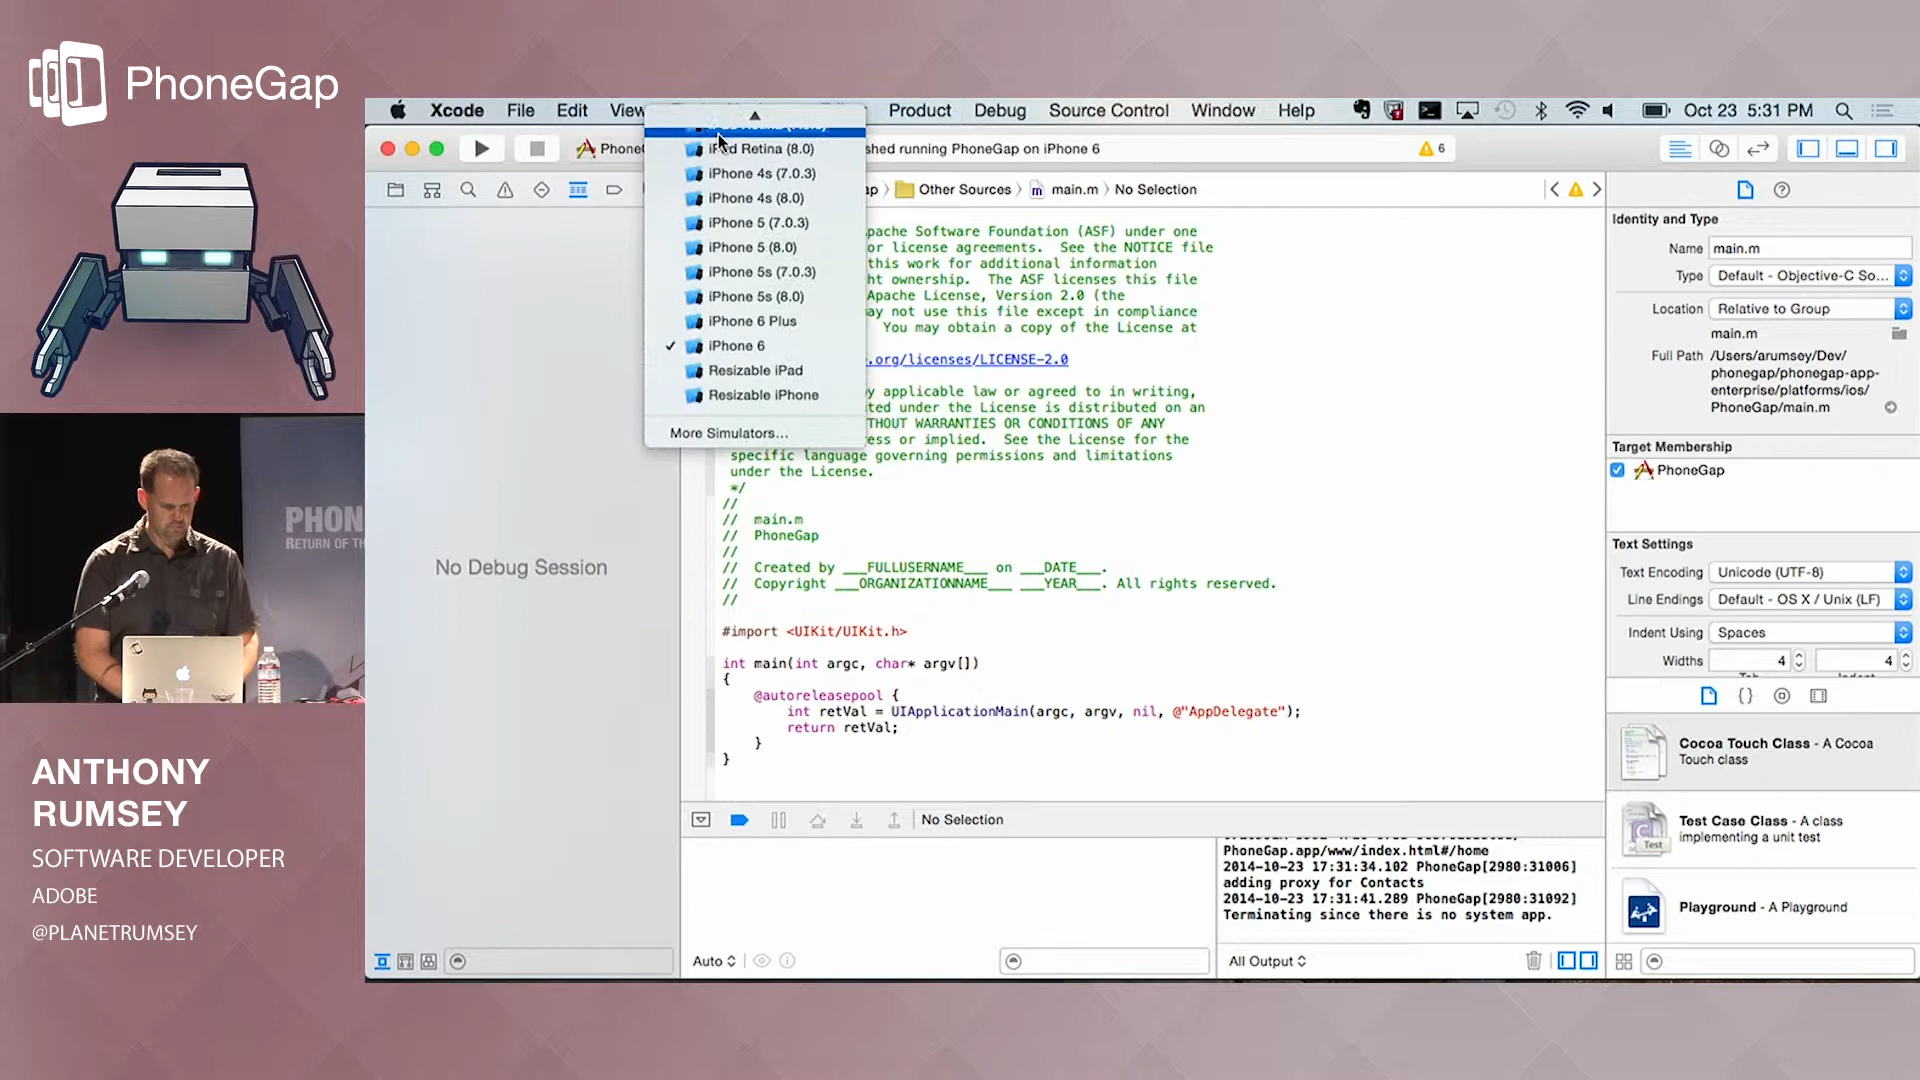 PhoneGap
Xcode File Edit View Product Debug Source Control Window Help Oct 23 5:31 PM
iPad Retina (8.0)
iPhone 4s (7.0.3)
iPhone 4s (8.0)
iPhone 5 (7.0.3)
iPhone 5 (8.0)
iPhone 5s (7.0.3)
iPhone 5s (8.0)
iPhone 6 Plus
✓ iPhone 6
Resizable iPad
Resizable iPhone
More Simulators...
shed running PhoneGap on iPhone 6
6
Other Sources
main.m
No Selection
pache Software Foundation (ASF) under one
or license agreements. See the NOTICE file
this work for additional information
ht ownership. The ASF licenses this file
Apache License, Version 2.0 (the
ay not use this file except in compliance
You may obtain a copy of the License at
.org/licenses/LICENSE-2.0
y applicable law or agreed to in writing,
ted under the License is distributed on an
THOUT WARRANTIES OR CONDITIONS OF ANY
ess or implied. See the License for the
specific language governing permissions and limitations
under the License.
*/
//
// main.m
// PhoneGap
//
// Created by ___FULLUSERNAME___ on ___DATE___.
// Copyright ___ORGANIZATIONNAME___ ___YEAR___. All rights reserved.
//
#import <UIKit/UIKit.h>
int main(int argc, char* argv[])
{
@autoreleasepool {
int retVal = UIApplicationMain(argc, argv, nil, @"AppDelegate");
return retVal;
}
}
No Debug Session
No Selection
PhoneGap.app/www/index.html#/home
2014-10-23 17:31:34.102 PhoneGap[2980:31006]
adding proxy for Contacts
2014-10-23 17:31:41.289 PhoneGap[2980:31092]
Terminating since there is no system app.
Auto
All Output
Identity and Type
Name main.m
Type Default - Objective-C So...
Location Relative to Group
main.m
Full Path /Users/arumsey/Dev/
phonegap/phonegap-app-
enterprise/platforms/ios/
PhoneGap/main.m
Target Membership
PhoneGap
Text Settings
Text Encoding Unicode (UTF-8)
Line Endings Default - OS X / Unix (LF)
Indent Using Spaces
Widths 4 4
Cocoa Touch Class - A Cocoa
Touch class
Test Case Class - A class
implementing a unit test
Test
Playground - A Playground
PHON
RETURN OF TH
ANTHONY
RUMSEY
SOFTWARE DEVELOPER
ADOBE
@PLANETRUMSEY